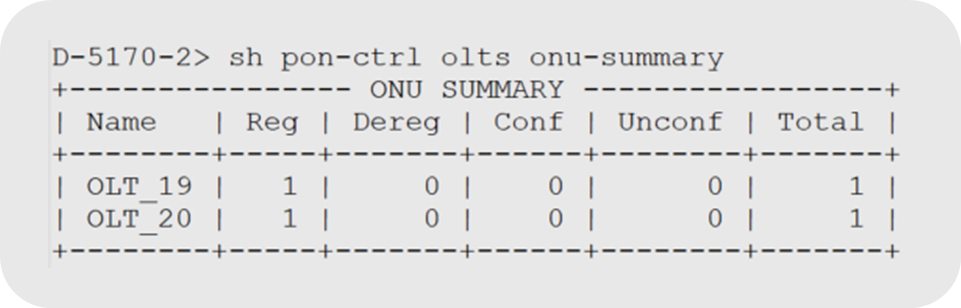 D-5170-2> sh pon-ctrl olts onu-summary
+---------------- ONU SUMMARY -----------------+
| Name   | Reg | Dereg | Conf | Unconf | Total |
+--------+-----+-------+------+--------+-------+
| OLT_19 |   1 |     0 |    0 |      0 |     1 |
| OLT_20 |   1 |     0 |    0 |      0 |     1 |
+--------+-----+-------+------+--------+-------+